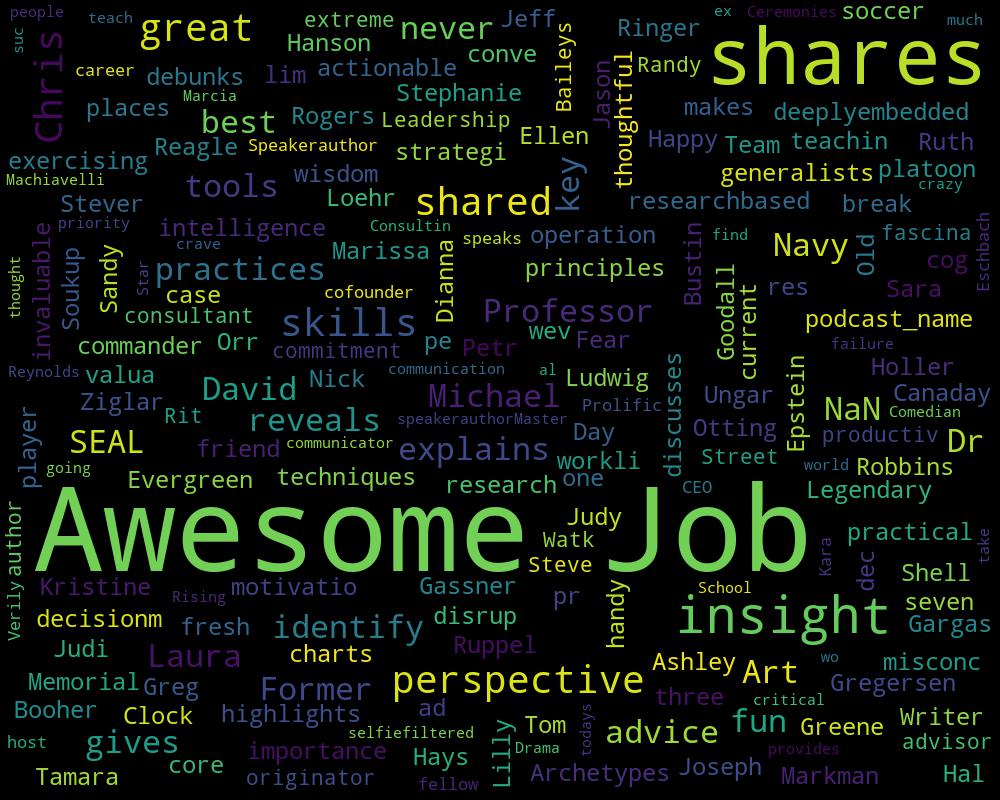 people teach great extreme never Jeff Ringer ex Ceremonies soccer much
suc Chris career debunks lim Hanson actionable conve Baileys Jason thoughtful Randy shares
places Marcia best Rogers Stephanie Leadership Ellen makes deeplyembedded
exercising Reagle Speakerauthor strategi Happy Team teachin Ruth
Machiavelli Stever tools wisdom Loehr shared key researchbased generalists platoon crazy break
priority intelligence Consultin Marissa speaks operation find Navy Old fascina
thought invaluable Soukup Sandy Star crave practices case cofounder Dianna principles Bustin Goodall current res Sara cog Eschbach
consultant skills Professor wev Fear podcast_name
commander Orr commitment pe Petr failure
Reynolds valua David Nick communication Michael al Ludwig Ungar Holler Canaday
player Ziglar Rit reveals speakerauthorMaster Prolific discusses Epstein NaN Comedian
SEAL friend communicator explains Day Otting productiv Dr
going Evergreen techniques research workli one Street world Robbins
CEO Legendary
Verily author Awesome Job Judy Watk Steve Kara dec practical take
Kristine Rising motivatio Gassner pr handy School Shell
decisionm fresh identify disrup insight seven Gargas
Judi Laura charts Ruppel Ashley Art wo misconc
Memorial Greg Former perspective three critical Gregersen
Booher Clock highlights ad Tom todays advice fun Greene Writer
host gives selfiefiltered Lilly Drama provides advisor
Tamara core originator importance Hays fellow Archetypes Joseph Markman Hal